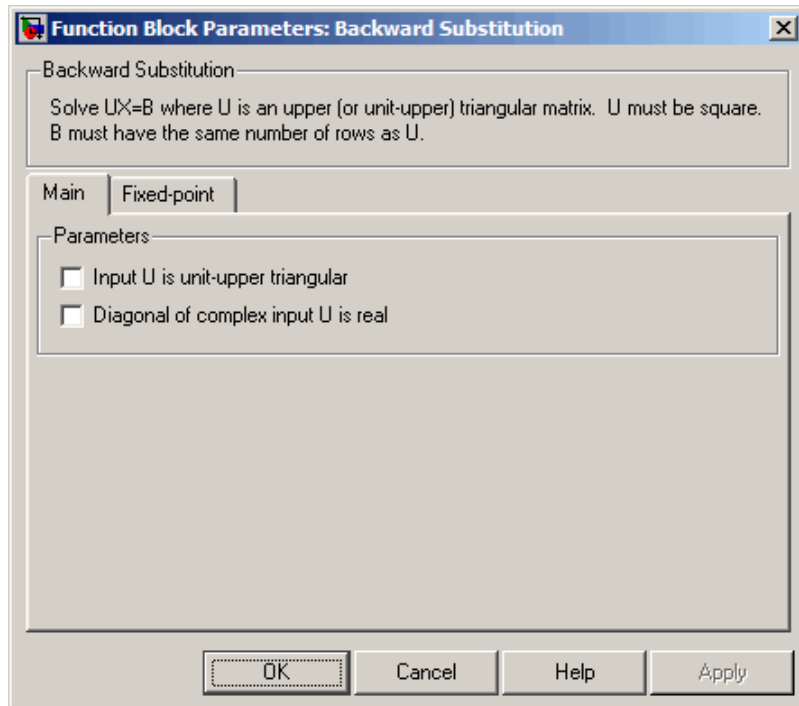 Function Block Parameters: Backward Substitution
Backward Substitution
Solve UX=B where U is an upper (or unit-upper) triangular matrix.  U must be square.
B must have the same number of rows as U.
Main
Fixed-point
Parameters
Input U is unit-upper triangular
Diagonal of complex input U is real
OK
Cancel
Help
Apply